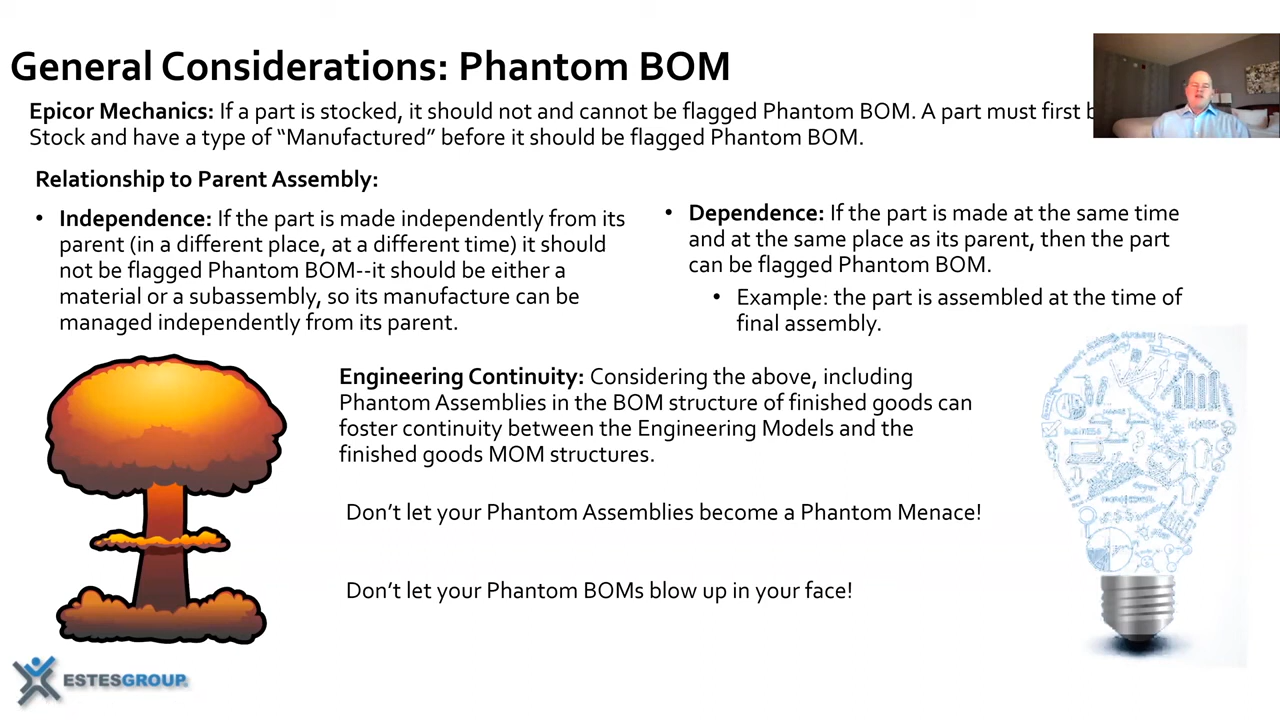 General Considerations: Phantom BOM
Epicor Mechanics: If a part is stocked, it should not and cannot be flagged Phantom BOM. A part must first
Stock and have a type of “Manufactured” before it should be flagged Phantom BOM.
Relationship to Parent Assembly:
• Independence: If the part is made independently from its
parent (in a different place, at a different time) it should
not be flagged Phantom BOM--it should be either a
material or a subassembly, so its manufacture can be
managed independently from its parent.
• Dependence: If the part is made at the same time
and at the same place as its parent, then the part
can be flagged Phantom BOM.
• Example: the part is assembled at the time of
final assembly.
Engineering Continuity: Considering the above, including
Phantom Assemblies in the BOM structure of finished goods can
foster continuity between the Engineering Models and the
finished goods MOM structures.
Don’t let your Phantom Assemblies become a Phantom Menace!
Don’t let your Phantom BOMs blow up in your face!
ESTESGROUP